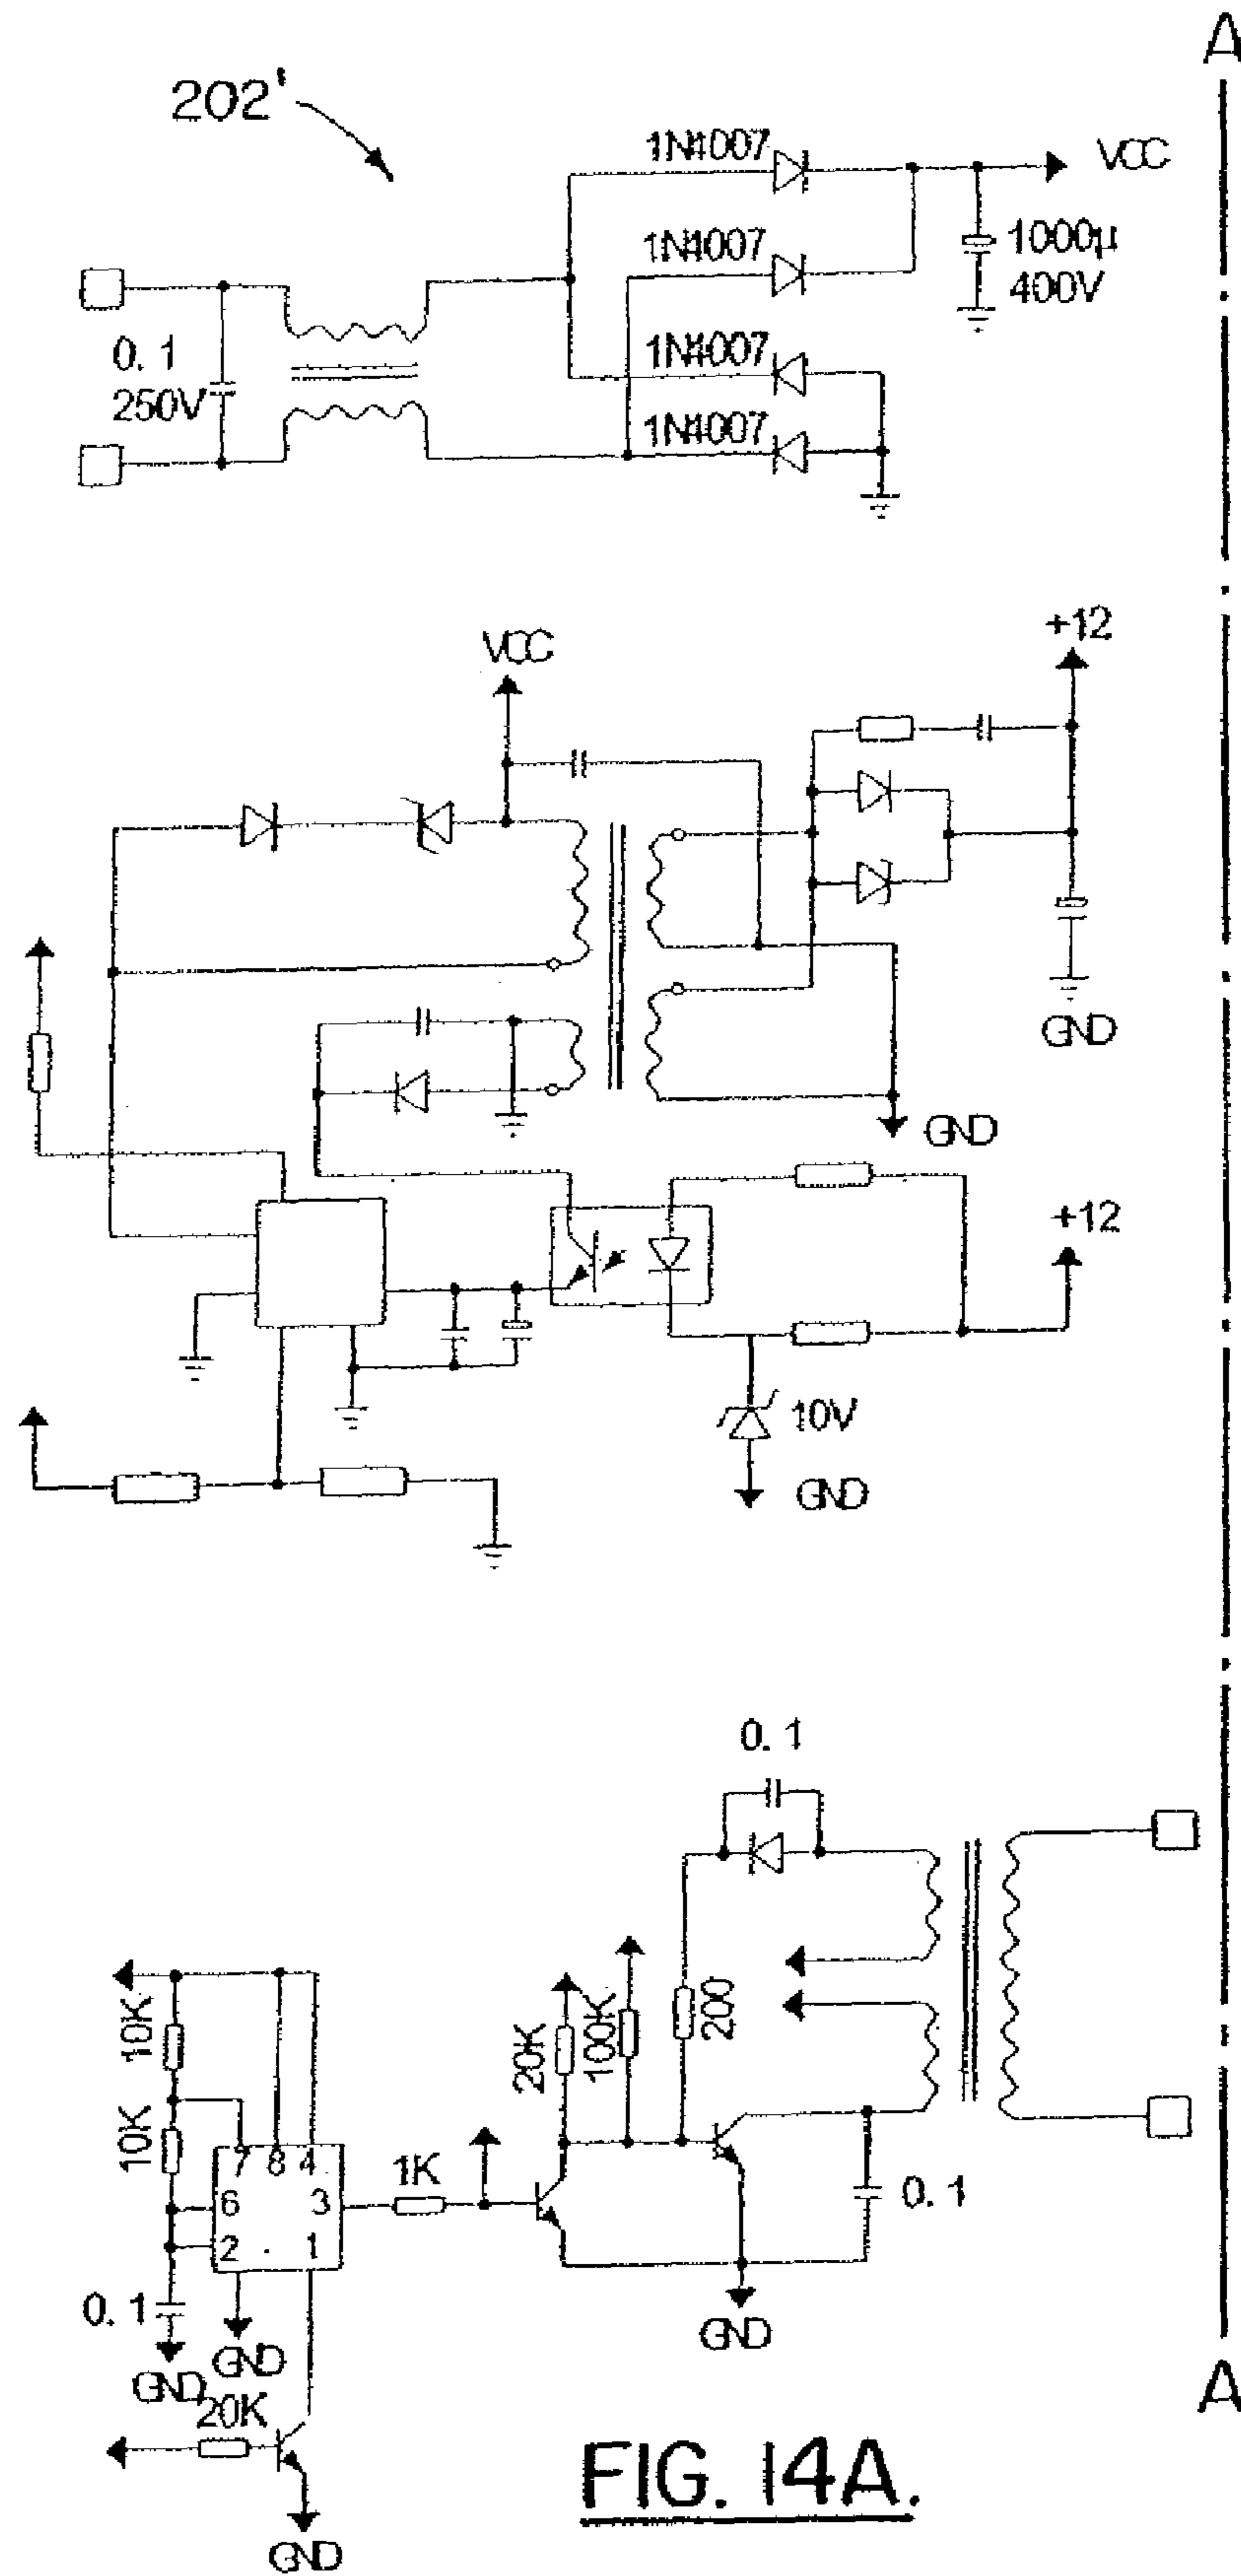 A
202'
1N4007
VCC
1N4007
1000μ
400V
0. 1
250V
1N4007
1N4007
VCC
+12
GND
GND
+12
10V
GND
0. 1
10K
20K
100K
200
10K
7 8 4
6 3
2 1
1K
0. 1
0. 1
GND
GND
GND
20K
GND
A
FIG. 14A.